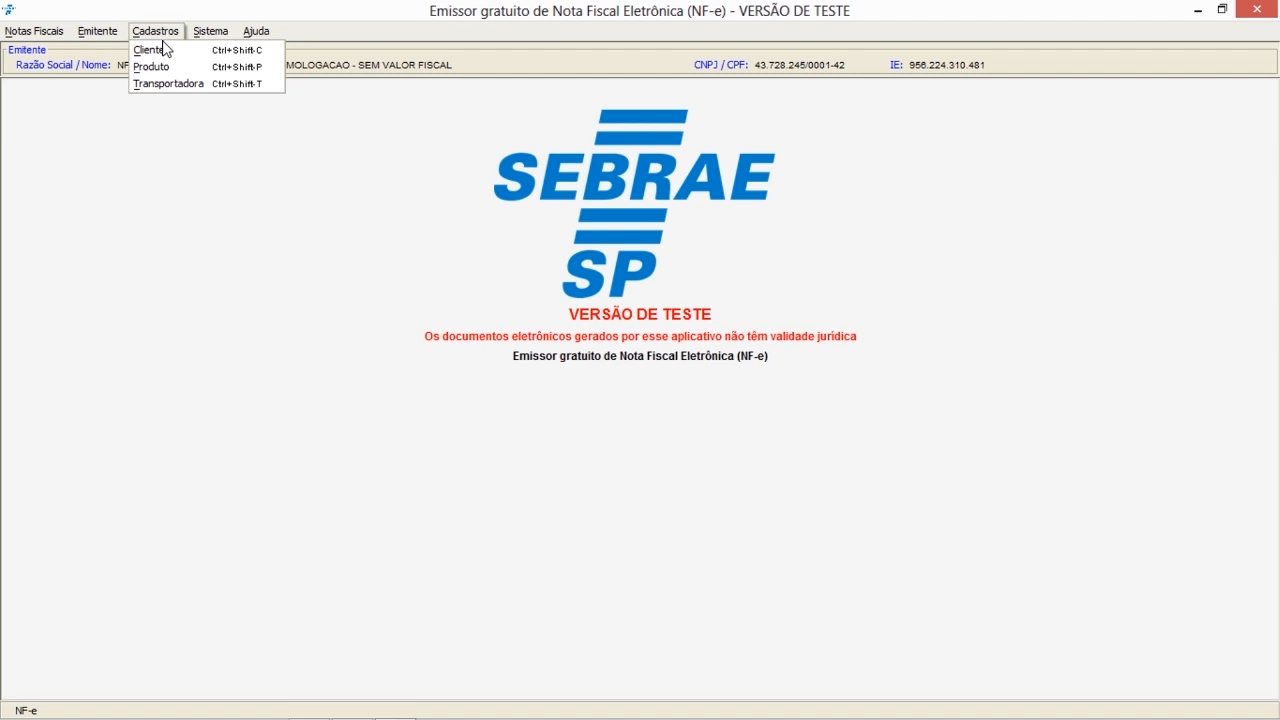 Emissor gratuito de Nota Fiscal Eletrônica (NF-e) - VERSÃO DE TESTE
Notas Fiscais Emitente Cadastros Sistema Ajuda
Emitente
Cliente Ctrl+Shift-C
Razão Social / Nome: NF MOLOGACAO - SEM VALOR FISCAL CNPJ / CPF: 43.728.245/0001-42 IE: 956.224.310.481
Produto Ctrl+Shift-P
Transportadora Ctrl+Shift-T
SEBRAE
SP
VERSÃO DE TESTE
Os documentos eletrônicos gerados por esse aplicativo não têm validade jurídica
Emissor gratuito de Nota Fiscal Eletrônica (NF-e)
NF-e